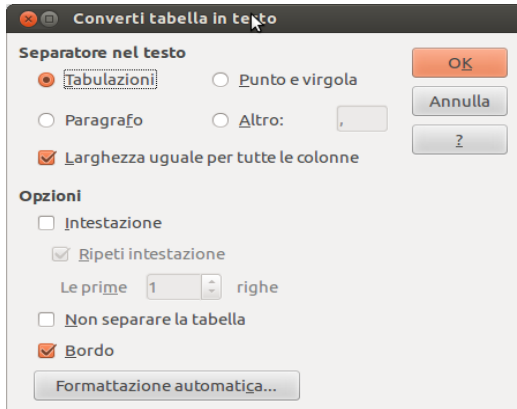 Converti tabella in testo
Separatore nel testo
Tabulazioni
Punto e virgola
Paragrafo
Altro:
,
Larghezza uguale per tutte le colonne
OK
Annulla
?
Opzioni
Intestazione
Ripeti intestazione
Le prime 1 righe
Non separare la tabella
Bordo
Formattazione automatica...